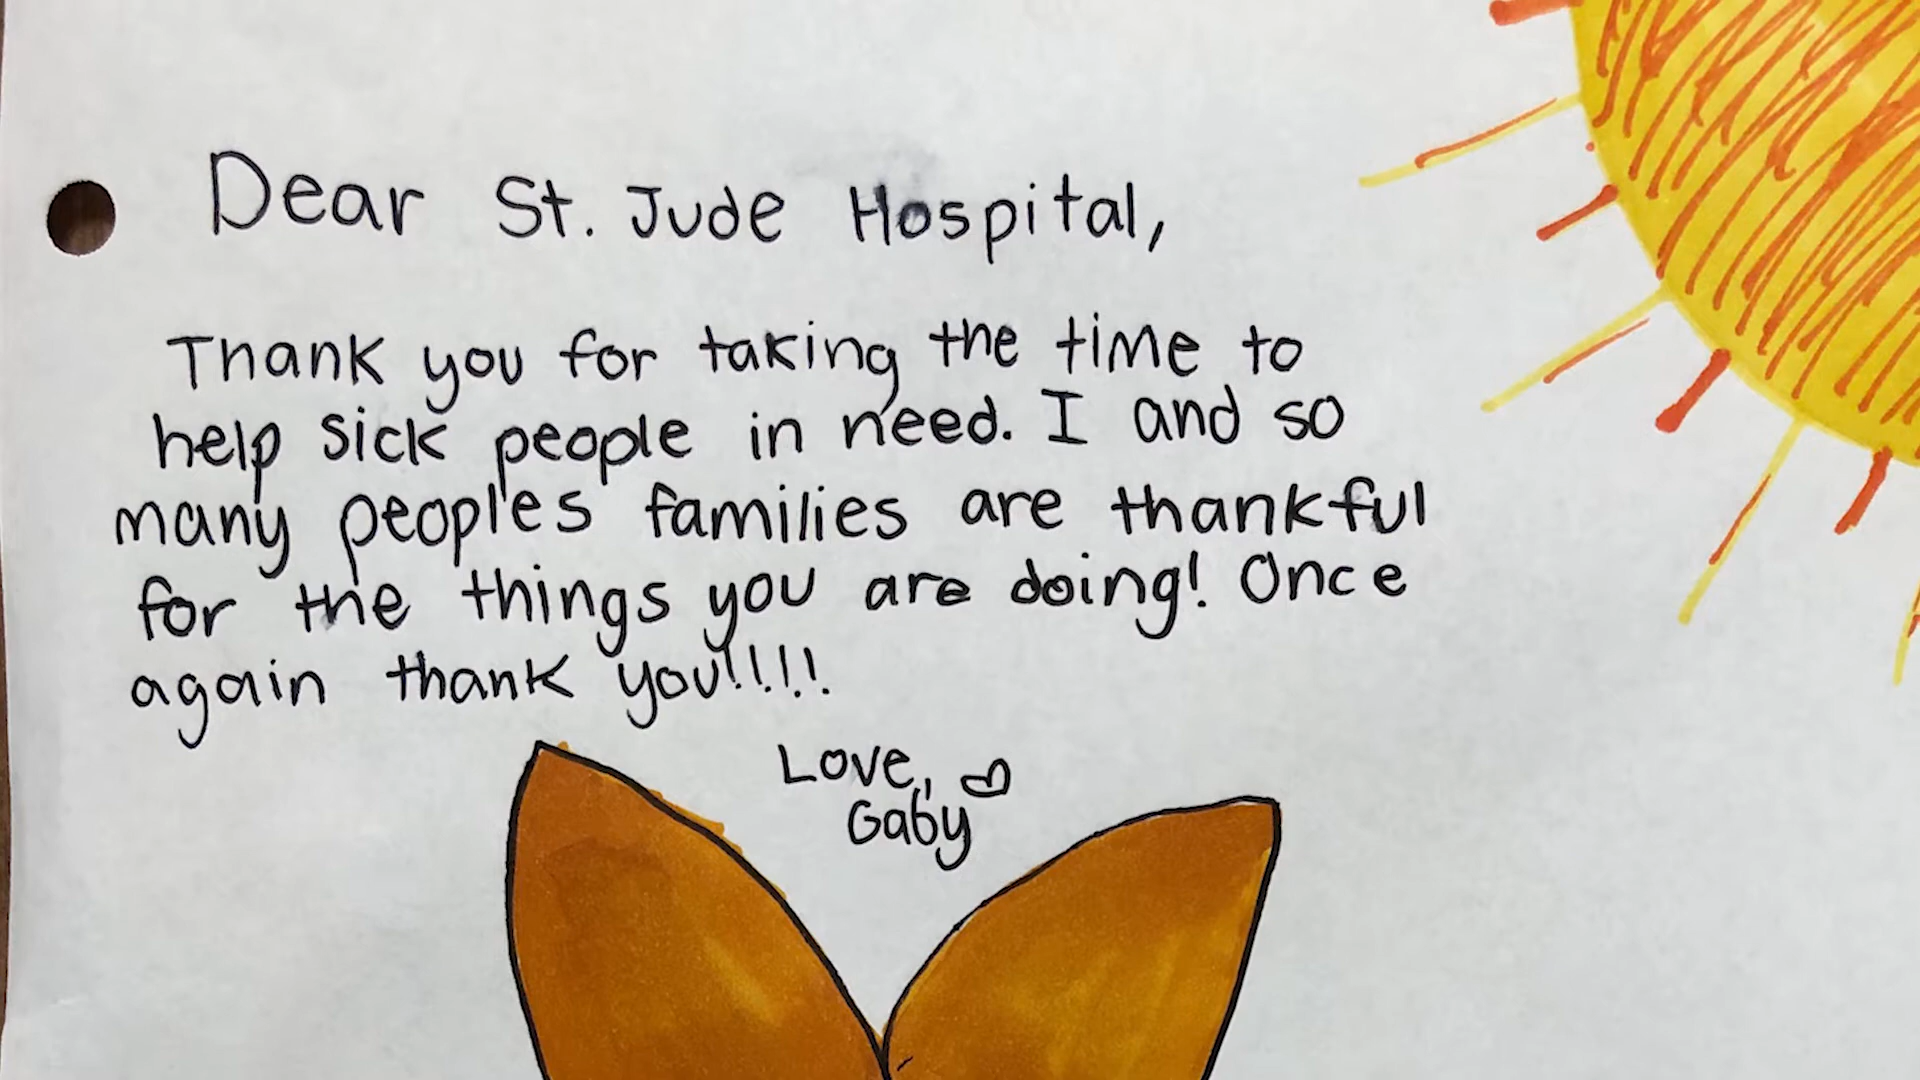 Dear St. Jude Hospital,
Thank you for taking the time to
help sick people in need. I and so
many people's families are thankful
for the things you are doing! Once
again thank you!!!!!
Love,
Gaby